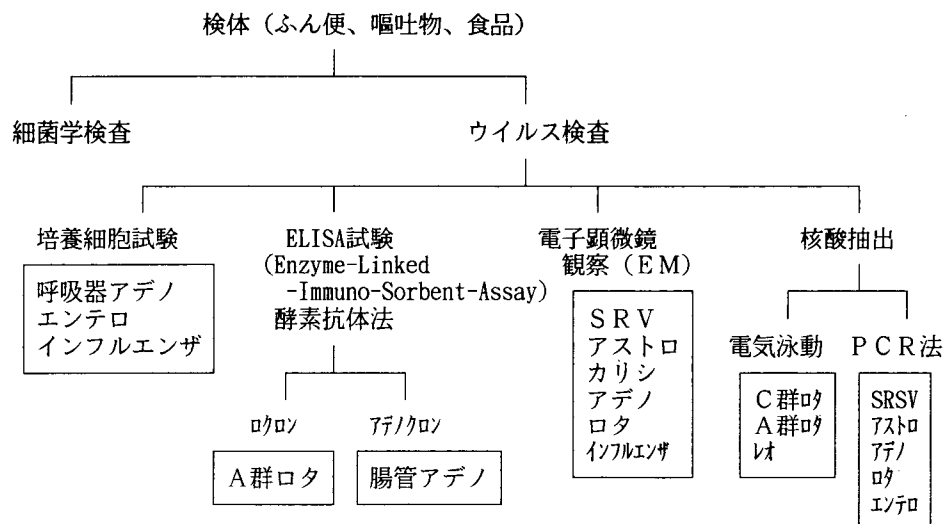 検体（ふん便、嘔吐物、食品）
細菌学検査
ウイルス検査
培養細胞試験
呼吸器アデノ
エンテロ
インフルエンザ
ELISA試験
(Enzyme-Linked
-Immuno-Sorbent-Assay)
酵素抗体法
ﾛｸﾛﾝ
A群ロタ
ｱﾃﾞﾉｸﾛﾝ
腸管アデノ
電子顕微鏡
観察（ＥＭ）
ＳＲＶ
アストロ
カリシ
アデノ
ロタ
ｲﾝﾌﾙｴﾝｻﾞ
核酸抽出
電気泳動
Ｃ群ﾛﾀ
Ａ群ﾛﾀ
ﾚｵ
ＰＣＲ法
SRSV
ｱｽﾄﾛ
ｱﾃﾞﾉ
ﾛﾀ
ｴﾝﾃﾛ